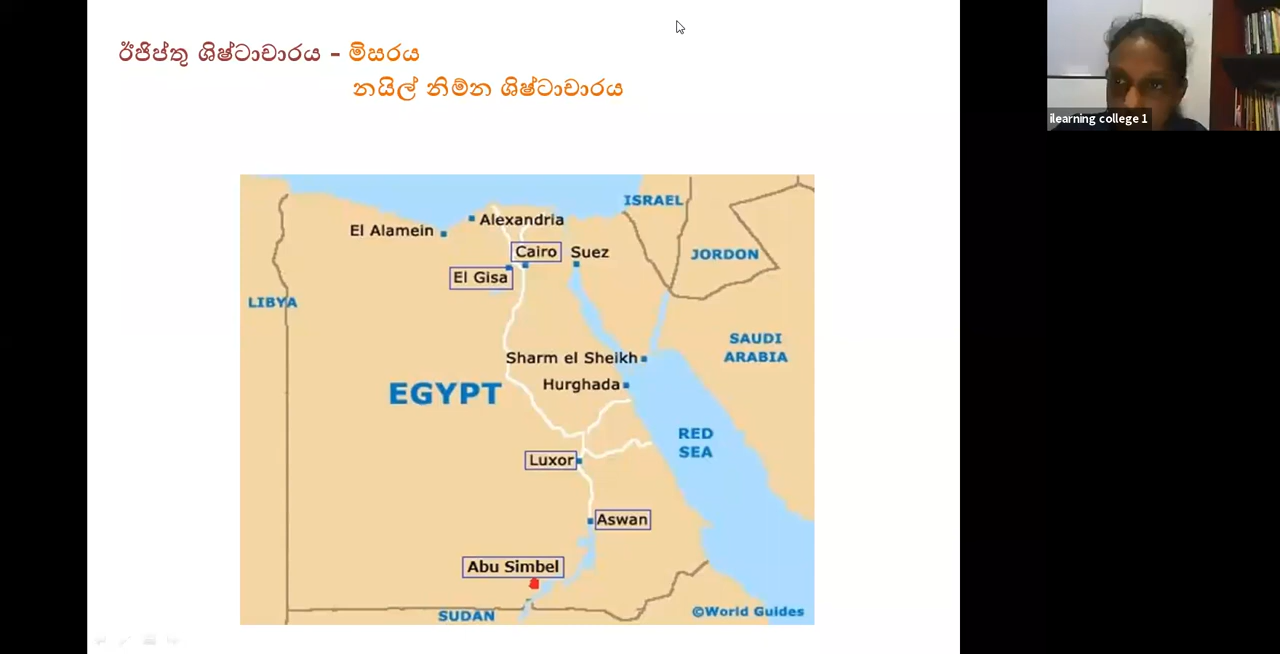 ඊජිප්තු ශිෂ්ටාචාරය - මිසරය
නයිල් නිම්න ශිෂ්ටාචාරය
ilearning college 1
ISRAEL
El Alamein
Alexandria
Cairo
Suez
JORDON
El Gisa
LIBYA
SAUDI
ARABIA
Sharm el Sheikh
Hurghada
EGYPT
RED
SEA
Luxor
Aswan
Abu Simbel
SUDAN
©World Guides